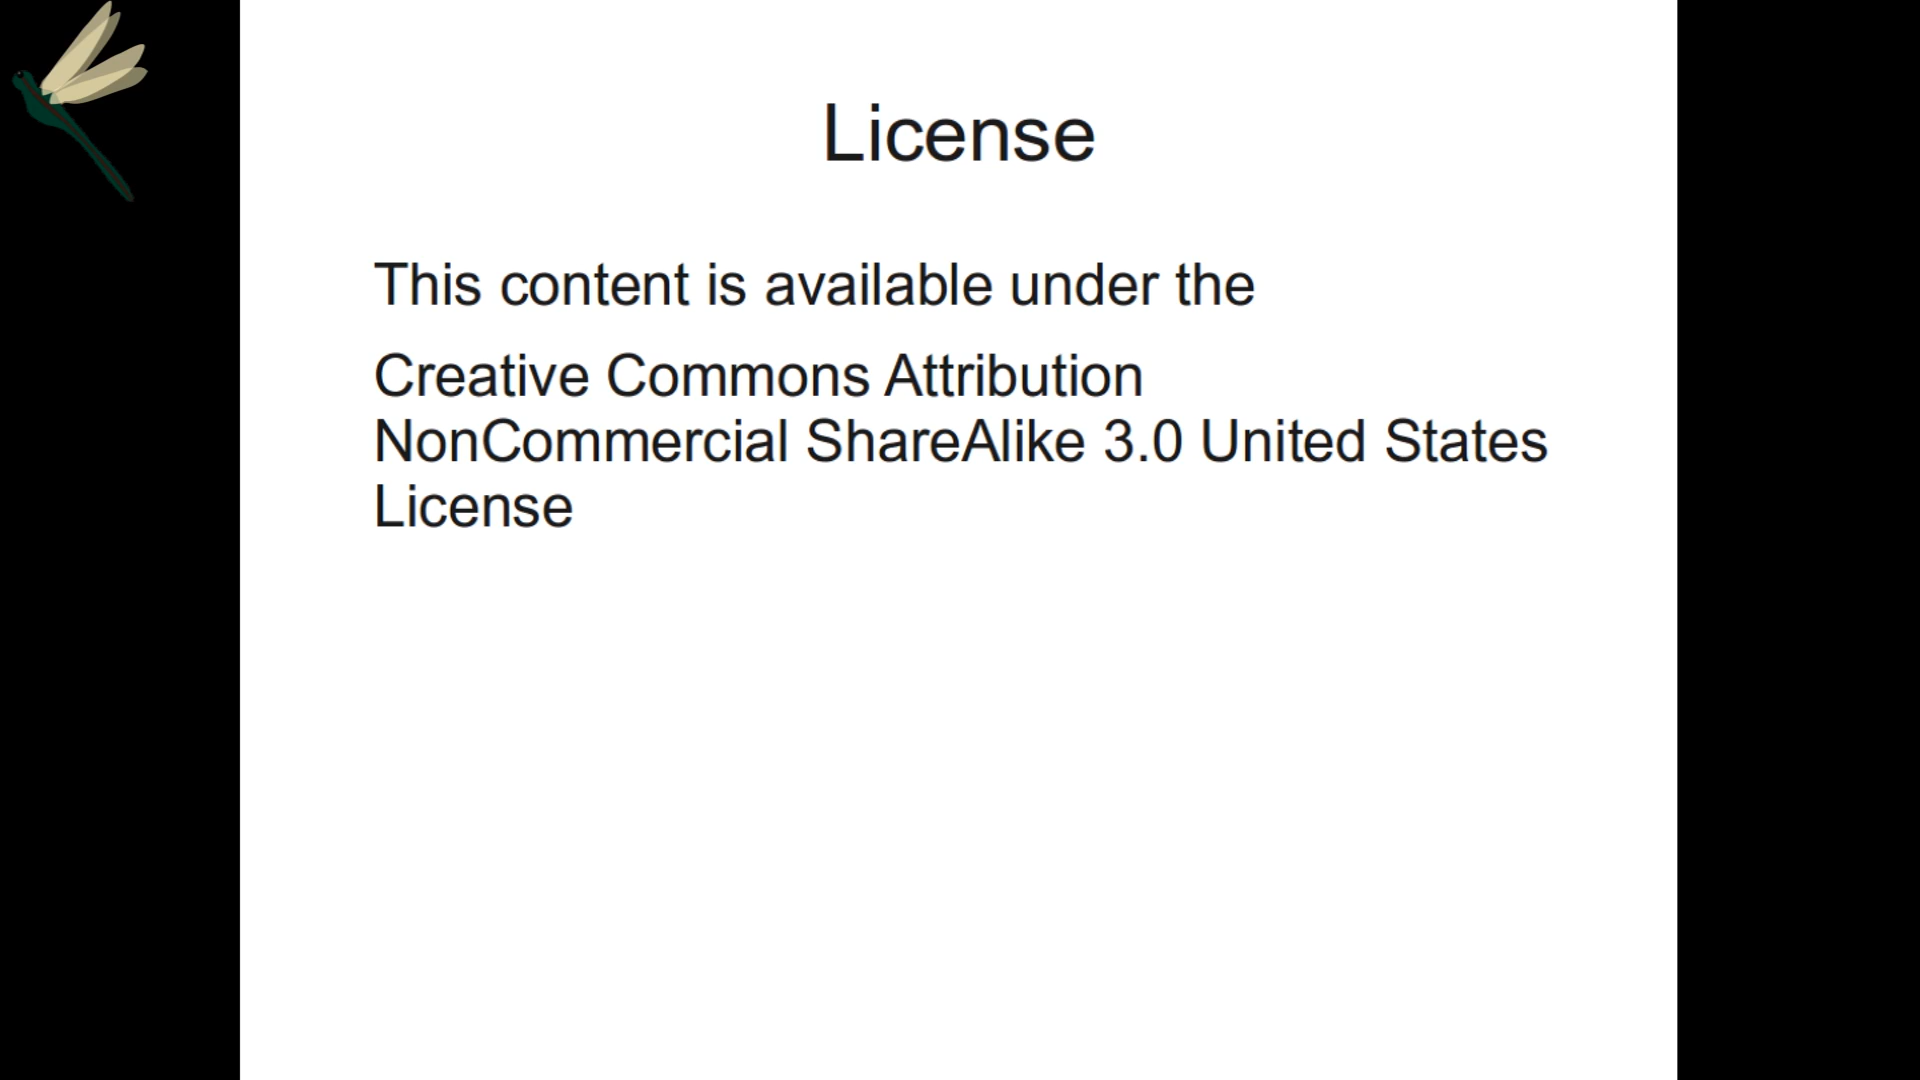 License
This content is available under the
Creative Commons Attribution
NonCommercial ShareAlike 3.0 United States
License